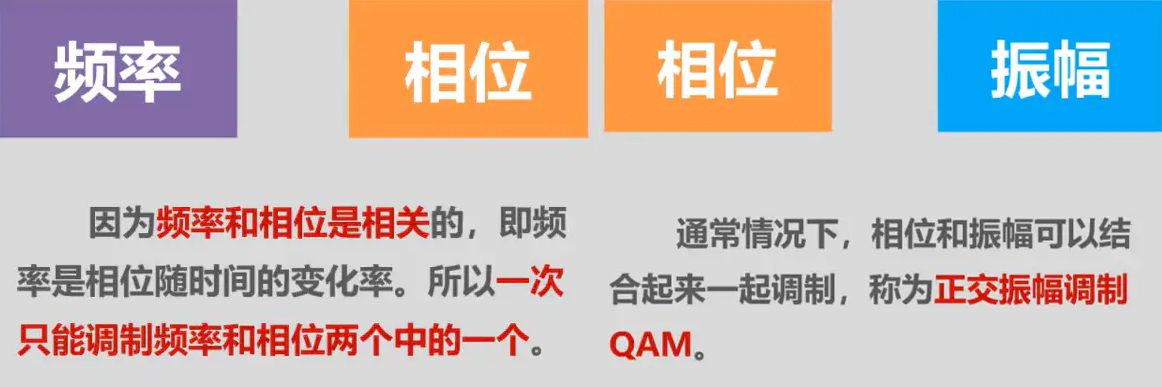 频率
相位
相位
振幅
因为频率和相位是相关的，即频
率是相位随时间的变化率。所以一次
只能调制频率和相位两个中的一个。
通常情况下，相位和振幅可以结
合起来一起调制，称为正交振幅调制
QAM。